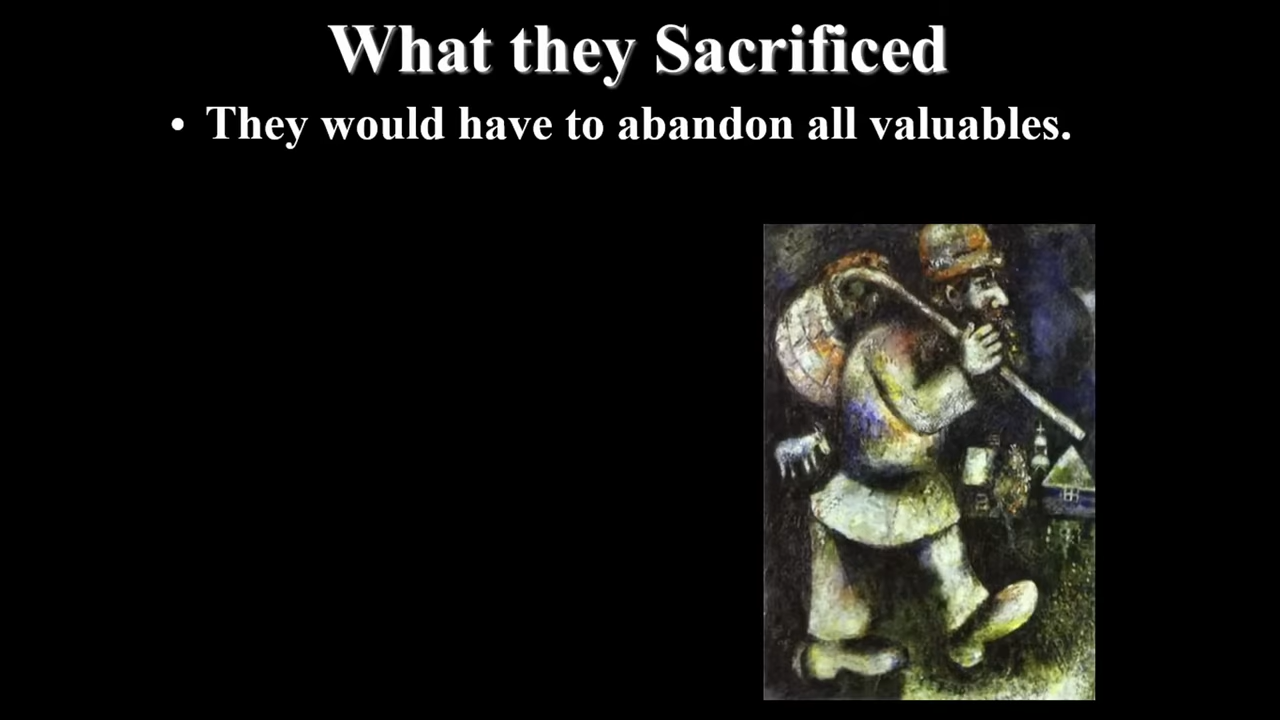 What they Sacrificed
• They would have to abandon all valuables.